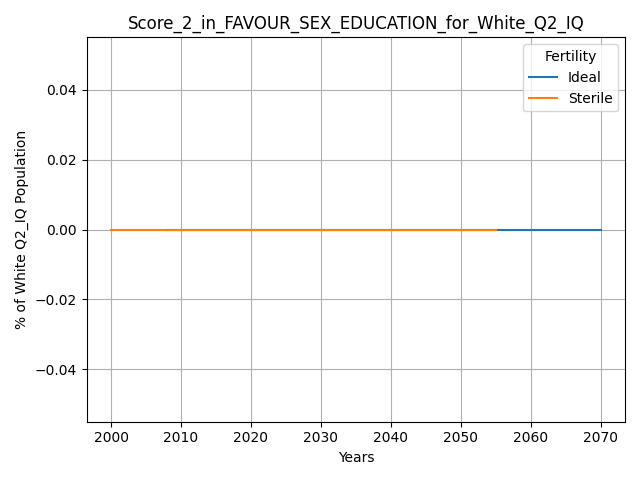 Score_2_in_FAVOUR_SEX_EDUCATION_for_White_Q2_IQ
Fertility
Ideal
Sterile
0.04
0.02
0.00
−0.02
−0.04
% of White Q2_IQ Population
2000 2010 2020 2030 2040 2050 2060 2070
Years